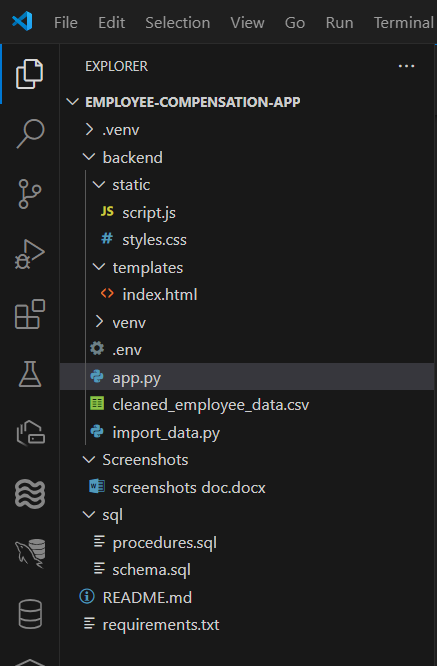 File Edit Selection View Go Run Terminal
EXPLORER
EMPLOYEE-COMPENSATION-APP
.venv
backend
static
JS script.js
# styles.css
templates
<> index.html
venv
.env
app.py
cleaned_employee_data.csv
import_data.py
Screenshots
screenshots doc.docx
sql
procedures.sql
schema.sql
README.md
requirements.txt